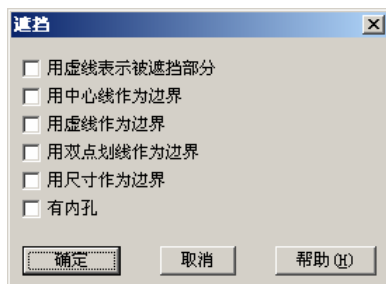 遮挡
用虚线表示被遮挡部分
用中心线作为边界
用虚线作为边界
用双点划线作为边界
用尺寸作为边界
有内孔
确定 取消 帮助(H)